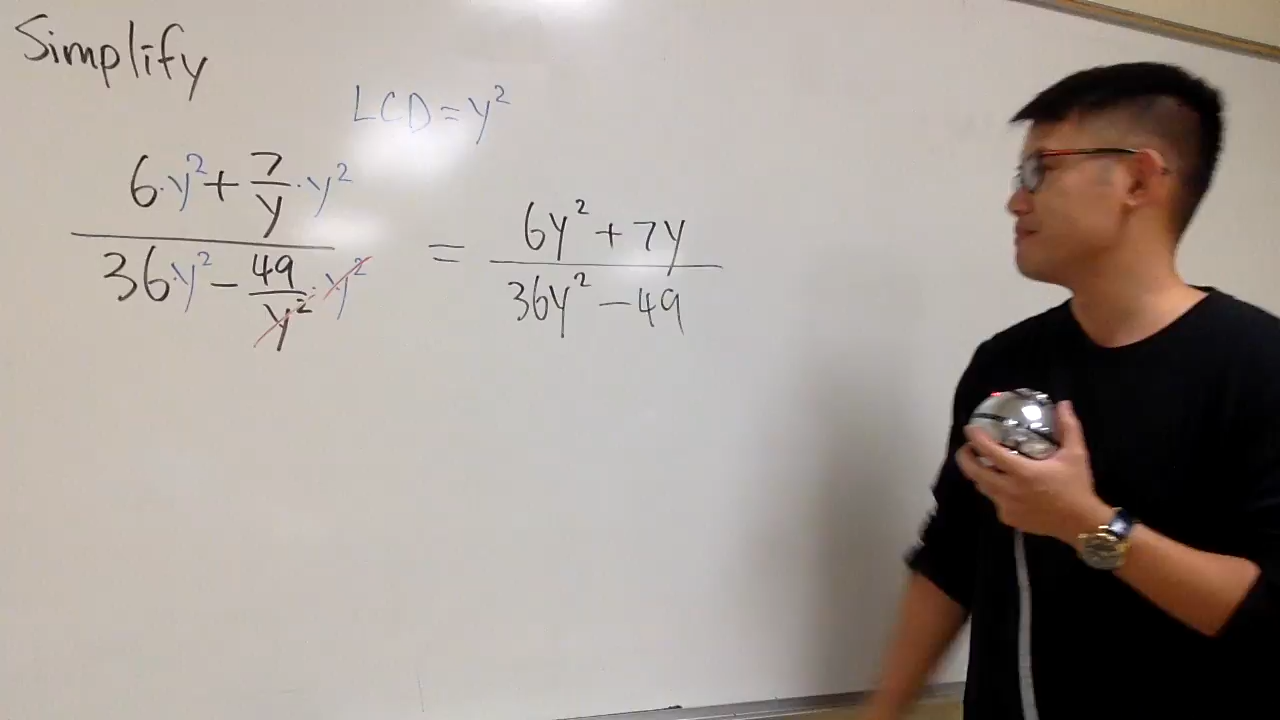 Simplify
LCD = y²
6·y² + 7/y · y²
36·y² - 49/y² · y²
= 6y² + 7y
36y² - 49